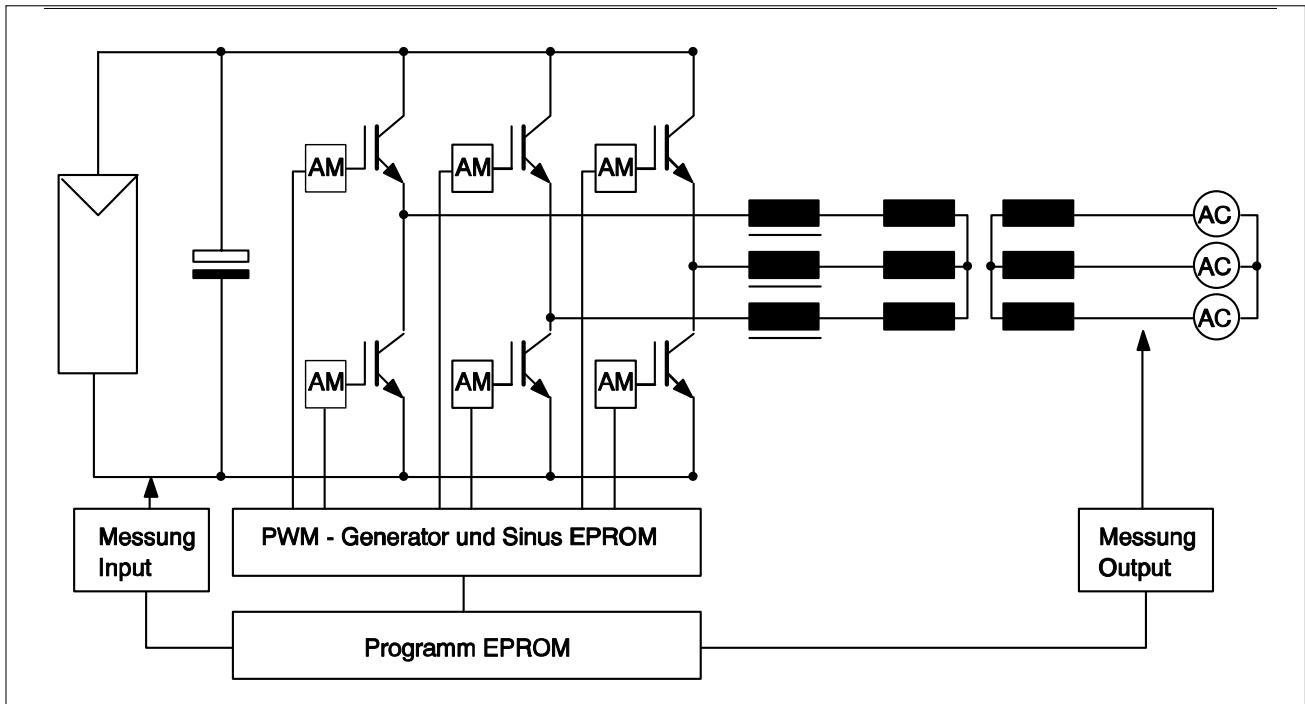 AM
AM
AM
AC
AC
AC
AM
AM
AM
Messung
Input
PWM - Generator und Sinus EPROM
Messung
Output
Programm EPROM